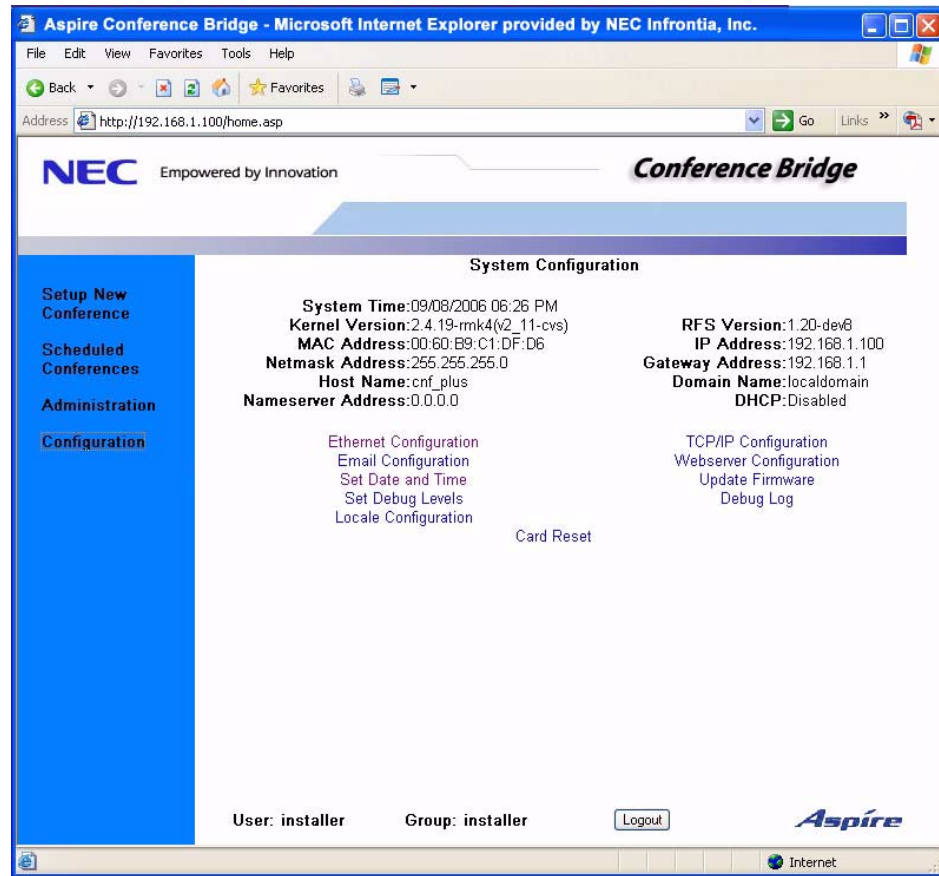 Aspire Conference Bridge - Microsoft Internet Explorer provided by NEC Infrontia, Inc.
File Edit View Favorites Tools Help
Back Favorites
Address http://192.168.1.100/home.asp Go Links »
NEC Empowered by Innovation Conference Bridge
System Configuration
Setup New
Conference
Scheduled
Conferences
Administration
Configuration
System Time:09/08/2006 06:26 PM
Kernel Version:2.4.19-rmk4(v2_11-cvs) RFS Version:1.20-dev8
MAC Address:00:60:B9:C1:DF:D6 IP Address:192.168.1.100
Netmask Address:255.255.255.0 Gateway Address:192.168.1.1
Host Name:cnf_plus Domain Name:localdomain
Nameserver Address:0.0.0.0 DHCP:Disabled
Ethernet Configuration TCP/IP Configuration
Email Configuration Webserver Configuration
Set Date and Time Update Firmware
Set Debug Levels Debug Log
Locale Configuration
Card Reset
User: installer Group: installer Logout Aspire
Internet